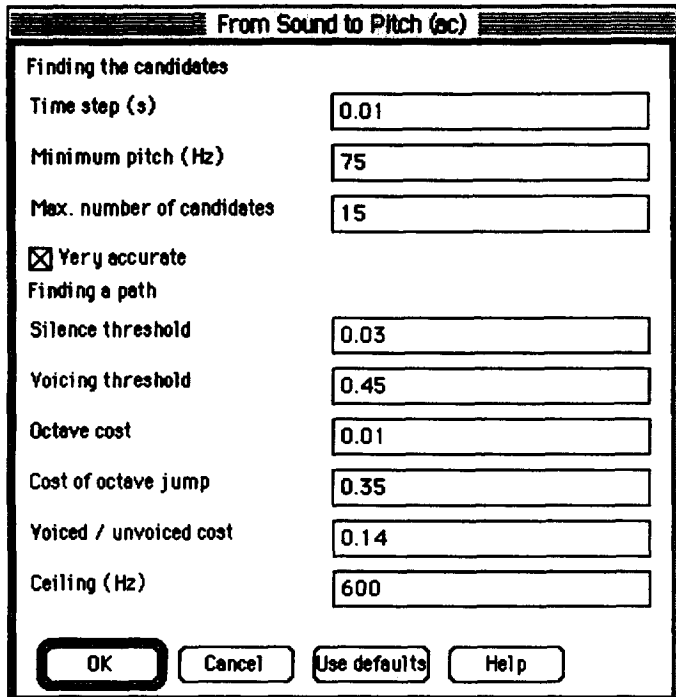 From Sound to Pitch (ac)
Finding the candidates
Time step (s) 0.01
Minimum pitch (Hz) 75
Max. number of candidates 15
Very accurate
Finding a path
Silence threshold 0.03
Voicing threshold 0.45
Octave cost 0.01
Cost of octave jump 0.35
Voiced / unvoiced cost 0.14
Ceiling (Hz) 600
OK Cancel Use defaults Help